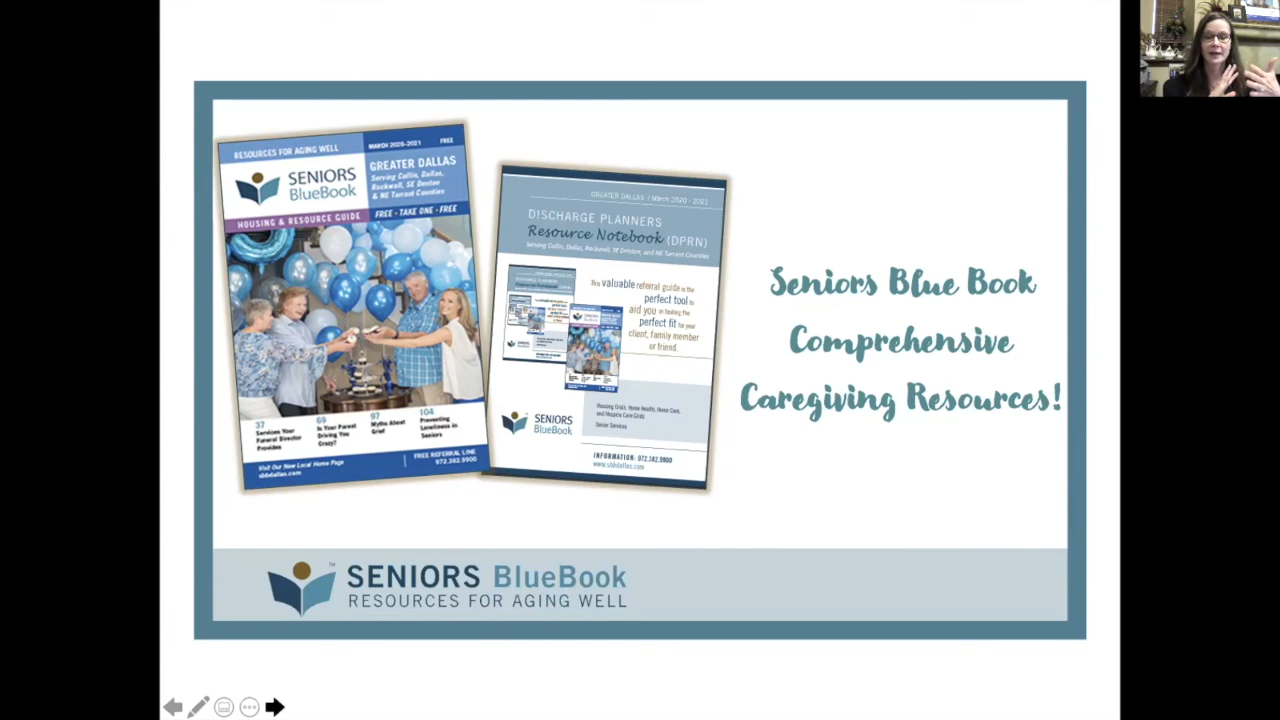 RESOURCES FOR AGING WELL
MARCH 2020-2021
FREE
SENIORS
BlueBook
GREATER DALLAS
Serving Collin, Dallas,
Rockwall, SE Denton
& NE Tarrant Counties
HOUSING & RESOURCE GUIDE
FREE - TAKE ONE - FREE
37
Services Your
Funeral Director
Provides
69
Is Your Parent
Driving You
Crazy?
97
Myths About
Grief
104
Preventing
Loneliness in
Seniors
Visit Our New Local Home Page
sbbdallas.com
FREE REFERRAL LINE
972.382.5900
GREATER DALLAS / March 2020 - 2021
DISCHARGE PLANNERS
Resource Notebook (DPRN)
Serving Collin, Dallas, Rockwall, SE Denton, and NE Tarrant Counties
This valuable referral guide is the
perfect tool to
aid you in finding the
perfect fit for your
client, family member
or friend.
Housing Grids, Home Health, Home Care,
and Hospice Care Grids
Senior Services
SENIORS
BlueBook
INFORMATION: 972.382.5900
www.sbbdallas.com
Seniors Blue Book
Comprehensive
Caregiving Resources!
SENIORS BlueBook
TM
RESOURCES FOR AGING WELL